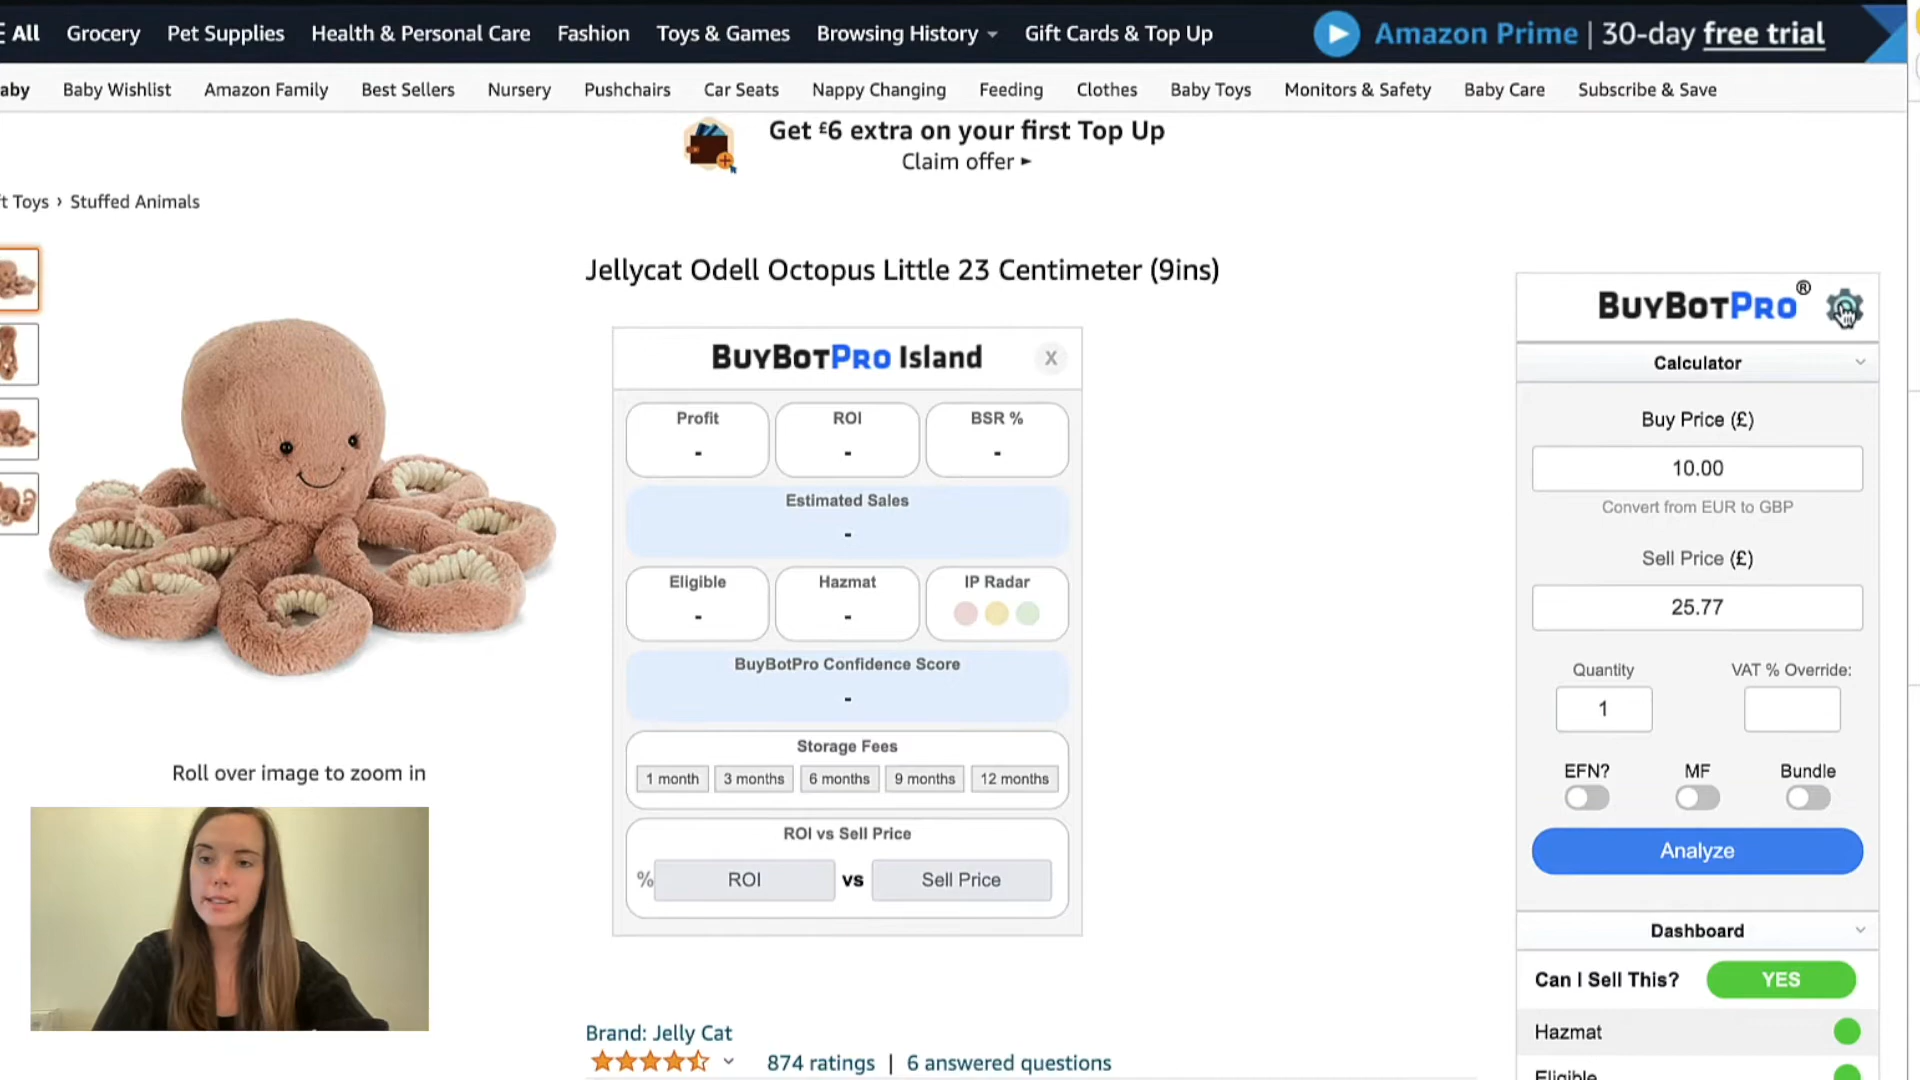 All Grocery Pet Supplies Health & Personal Care Fashion Toys & Games Browsing History Gift Cards & Top Up Amazon Prime | 30-day free trial
aby Baby Wishlist Amazon Family Best Sellers Nursery Pushchairs Car Seats Nappy Changing Feeding Clothes Baby Toys Monitors & Safety Baby Care Subscribe & Save
Get £6 extra on your first Top Up
Claim offer ►
t Toys › Stuffed Animals
Jellycat Odell Octopus Little 23 Centimeter (9ins)
BuyBotPro Island X
Profit ROI BSR %
- - -
Estimated Sales
-
Eligible Hazmat IP Radar
- -
BuyBotPro Confidence Score
-
Storage Fees
1 month 3 months 6 months 9 months 12 months
ROI vs Sell Price
% ROI vs Sell Price
Roll over image to zoom in
Brand: Jelly Cat
874 ratings | 6 answered questions
BuyBotPro®
Calculator
Buy Price (£)
10.00
Convert from EUR to GBP
Sell Price (£)
25.77
Quantity VAT % Override:
1
EFN? MF Bundle
Analyze
Dashboard
Can I Sell This? YES
Hazmat
Eligible